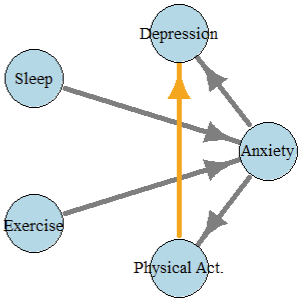 Depression
Sleep
Anxiety
Exercise
Physical Act.